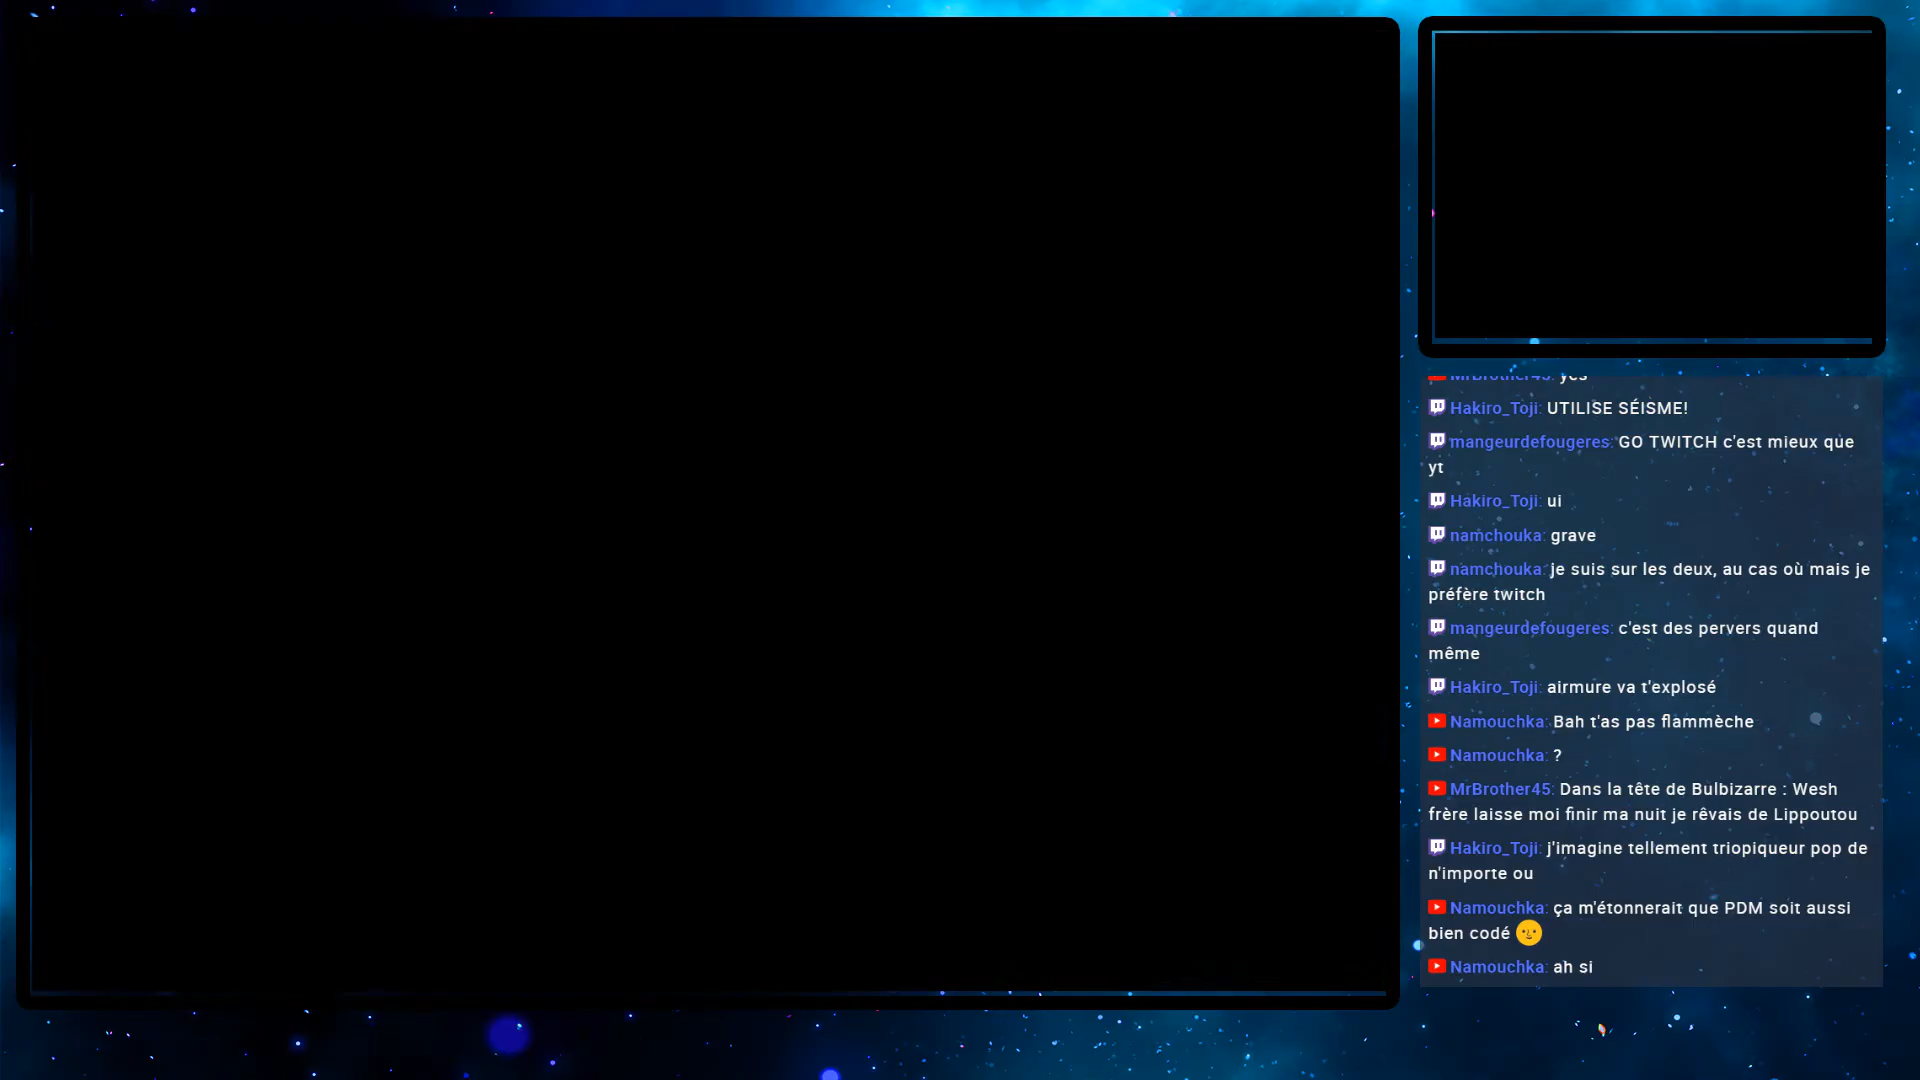 MrBrother45: yes
Hakiro_Toji: UTILISE SÉISME!
mangeurdefougeres: GO TWITCH c'est mieux que
yt
Hakiro_Toji: ui
namchouka: grave
namchouka: je suis sur les deux, au cas où mais je
préfère twitch
mangeurdefougeres: c'est des pervers quand
même
Hakiro_Toji: airmure va t'explosé
Namouchka: Bah t'as pas flammèche
Namouchka: ?
MrBrother45: Dans la tête de Bulbizarre : Wesh
frère laisse moi finir ma nuit je rêvais de Lippoutou
Hakiro_Toji: j'imagine tellement triopiqueur pop de
n'importe ou
Namouchka: ça m'étonnerait que PDM soit aussi
bien codé
Namouchka: ah si